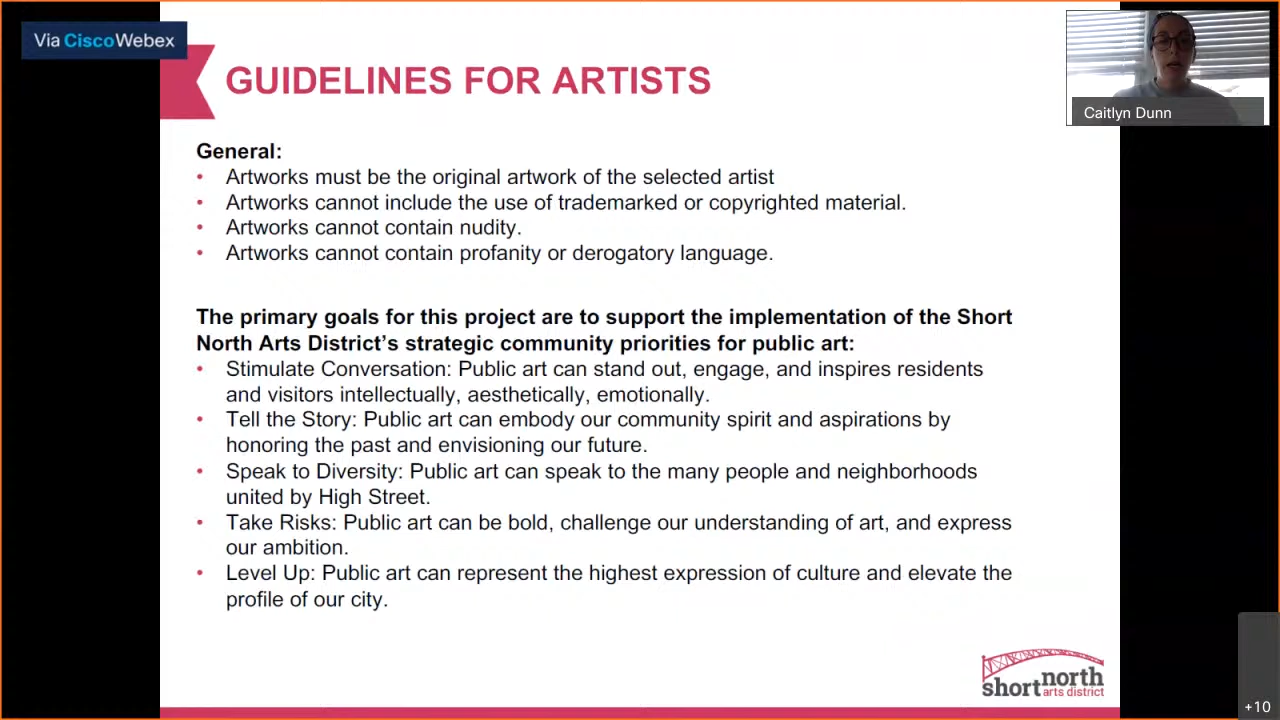 Via CiscoWebex
GUIDELINES FOR ARTISTS
Caitlyn Dunn
General:
• Artworks must be the original artwork of the selected artist
• Artworks cannot include the use of trademarked or copyrighted material.
• Artworks cannot contain nudity.
• Artworks cannot contain profanity or derogatory language.
The primary goals for this project are to support the implementation of the Short
North Arts District's strategic community priorities for public art:
• Stimulate Conversation: Public art can stand out, engage, and inspires residents
and visitors intellectually, aesthetically, emotionally.
• Tell the Story: Public art can embody our community spirit and aspirations by
honoring the past and envisioning our future.
• Speak to Diversity: Public art can speak to the many people and neighborhoods
united by High Street.
• Take Risks: Public art can be bold, challenge our understanding of art, and express
our ambition.
• Level Up: Public art can represent the highest expression of culture and elevate the
profile of our city.
short north
arts district
+10